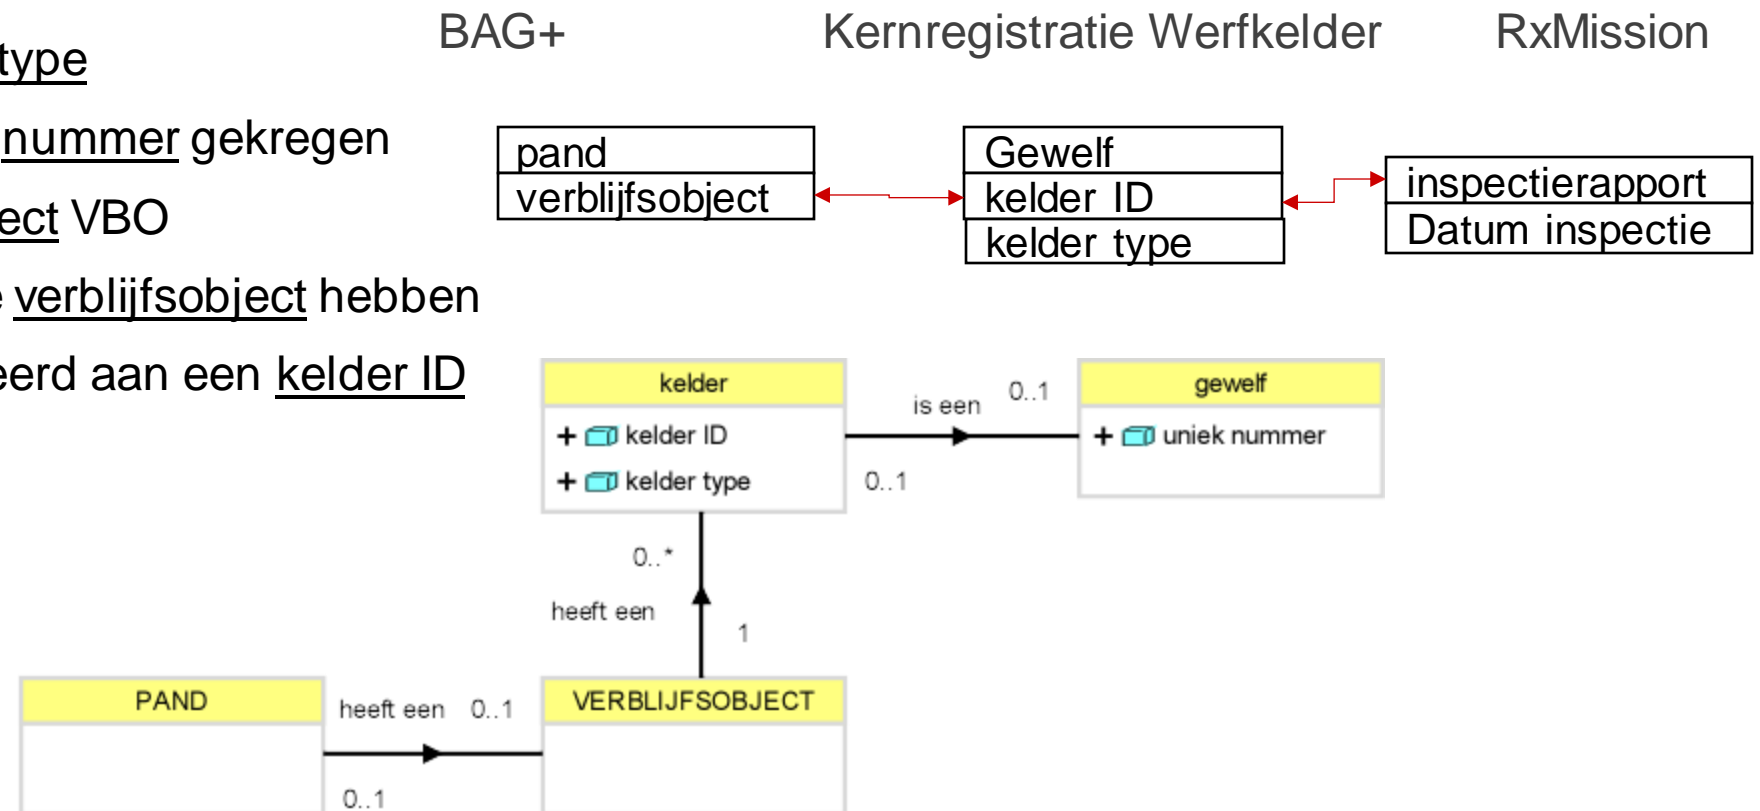 BAG+ Kernregistratie Werfkelder RxMission
type
nummer gekregen
ect VBO
e verblijfsobject hebben
eerd aan een kelder ID
pand
verblijfsobject
Gewelf
kelder ID
kelder type
inspectierapport
Datum inspectie
kelder
+ kelder ID
+ kelder type
is een 0..1
0..1
gewelf
+ uniek nummer
0..*
heeft een
1
PAND
heeft een 0..1
0..1
VERBLIJFSOBJECT